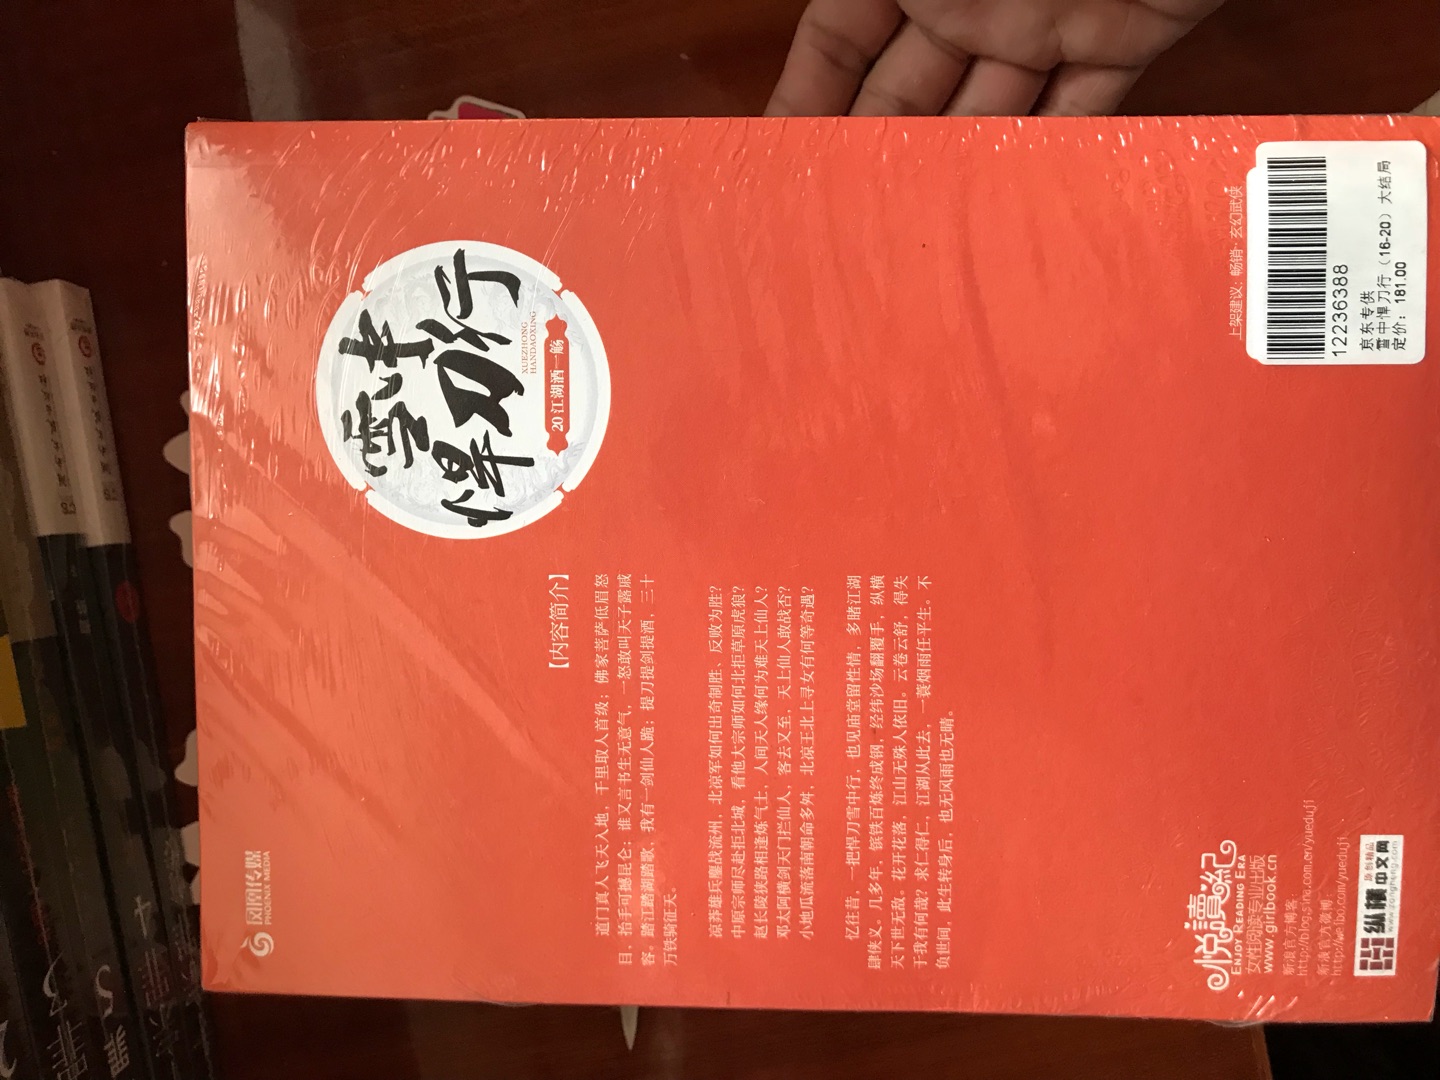 凤凰传媒
PHOENIX MEDIA
雪中
悍刀行
XUEZHONG
HANDAOXING
20 江湖酒一觞
【内容简介】
道门真人飞天入地，千里取人首级；佛家菩萨低眉怒
目，抬手可撼昆仑；谁又言书生无意气，一怒敢叫天子露戚
容。踏江踏湖踏歌，我有一剑仙人跪；提刀提剑提酒，三十
万铁骑征天。
凉莽雄兵鏖战流州，北凉军如何出奇制胜、反败为胜？
中原宗师尽赴拒北城，看他大宗师如何北拒草原虎狼？
赵长陵狭路相逢炼气士，人间天人缘何为难天上仙人？
邓太阿横剑天门拦仙人，客去又至，天上仙人敢战否？
小地瓜流落南朝命多舛，北凉王北上寻女有何等奇遇？
忆往昔，一把悍刀雪中行，也见庙堂留性情，多赌江湖
肆侠义。几多年，镔铁百炼终成钢，经纬沙场翻覆手，纵横
天下世无敌。花开花落，江山无殊人依旧。云卷云舒，得失
于我有何哉？求仁得仁，江湖从此去，一蓑烟雨任平生。不
负世间，此生转身后，也无风雨也无晴。
悦讀纪
ENJOY READING ERA
女性阅读专业出版
www.girlbook.cn
新浪官方博客：
http://blog.sina.com.cn/yueduji
新浪官方微博：
http://weibo.com/yueduji
纵横
中文网
www.zongheng.com
上架建议：畅销·玄幻武侠
12236388
京东专供
雪中悍刀行（16-20）大结局
定价：181.00